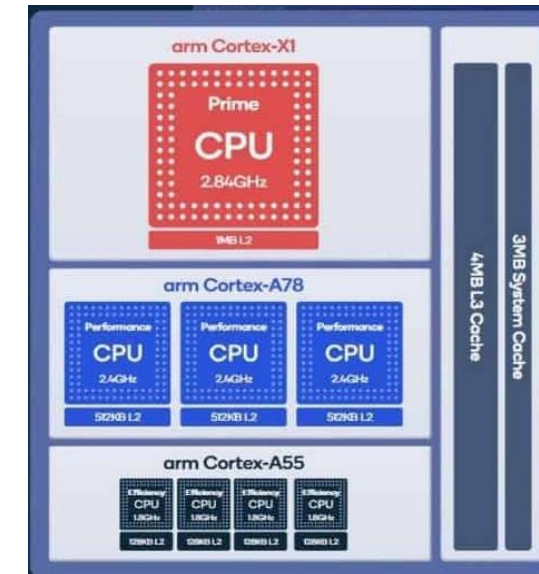 arm Cortex-X1
Prime
CPU
2.84GHz
1MB L2
arm Cortex-A78
Performance
CPU
2.4GHz
512KB L2
Performance
CPU
2.4GHz
512KB L2
Performance
CPU
2.4GHz
512KB L2
arm Cortex-A55
Efficiency
CPU
1.8GHz
128KB L2
Efficiency
CPU
1.8GHz
128KB L2
Efficiency
CPU
1.8GHz
128KB L2
Efficiency
CPU
1.8GHz
128KB L2
4MB L3 Cache
3MB System Cache